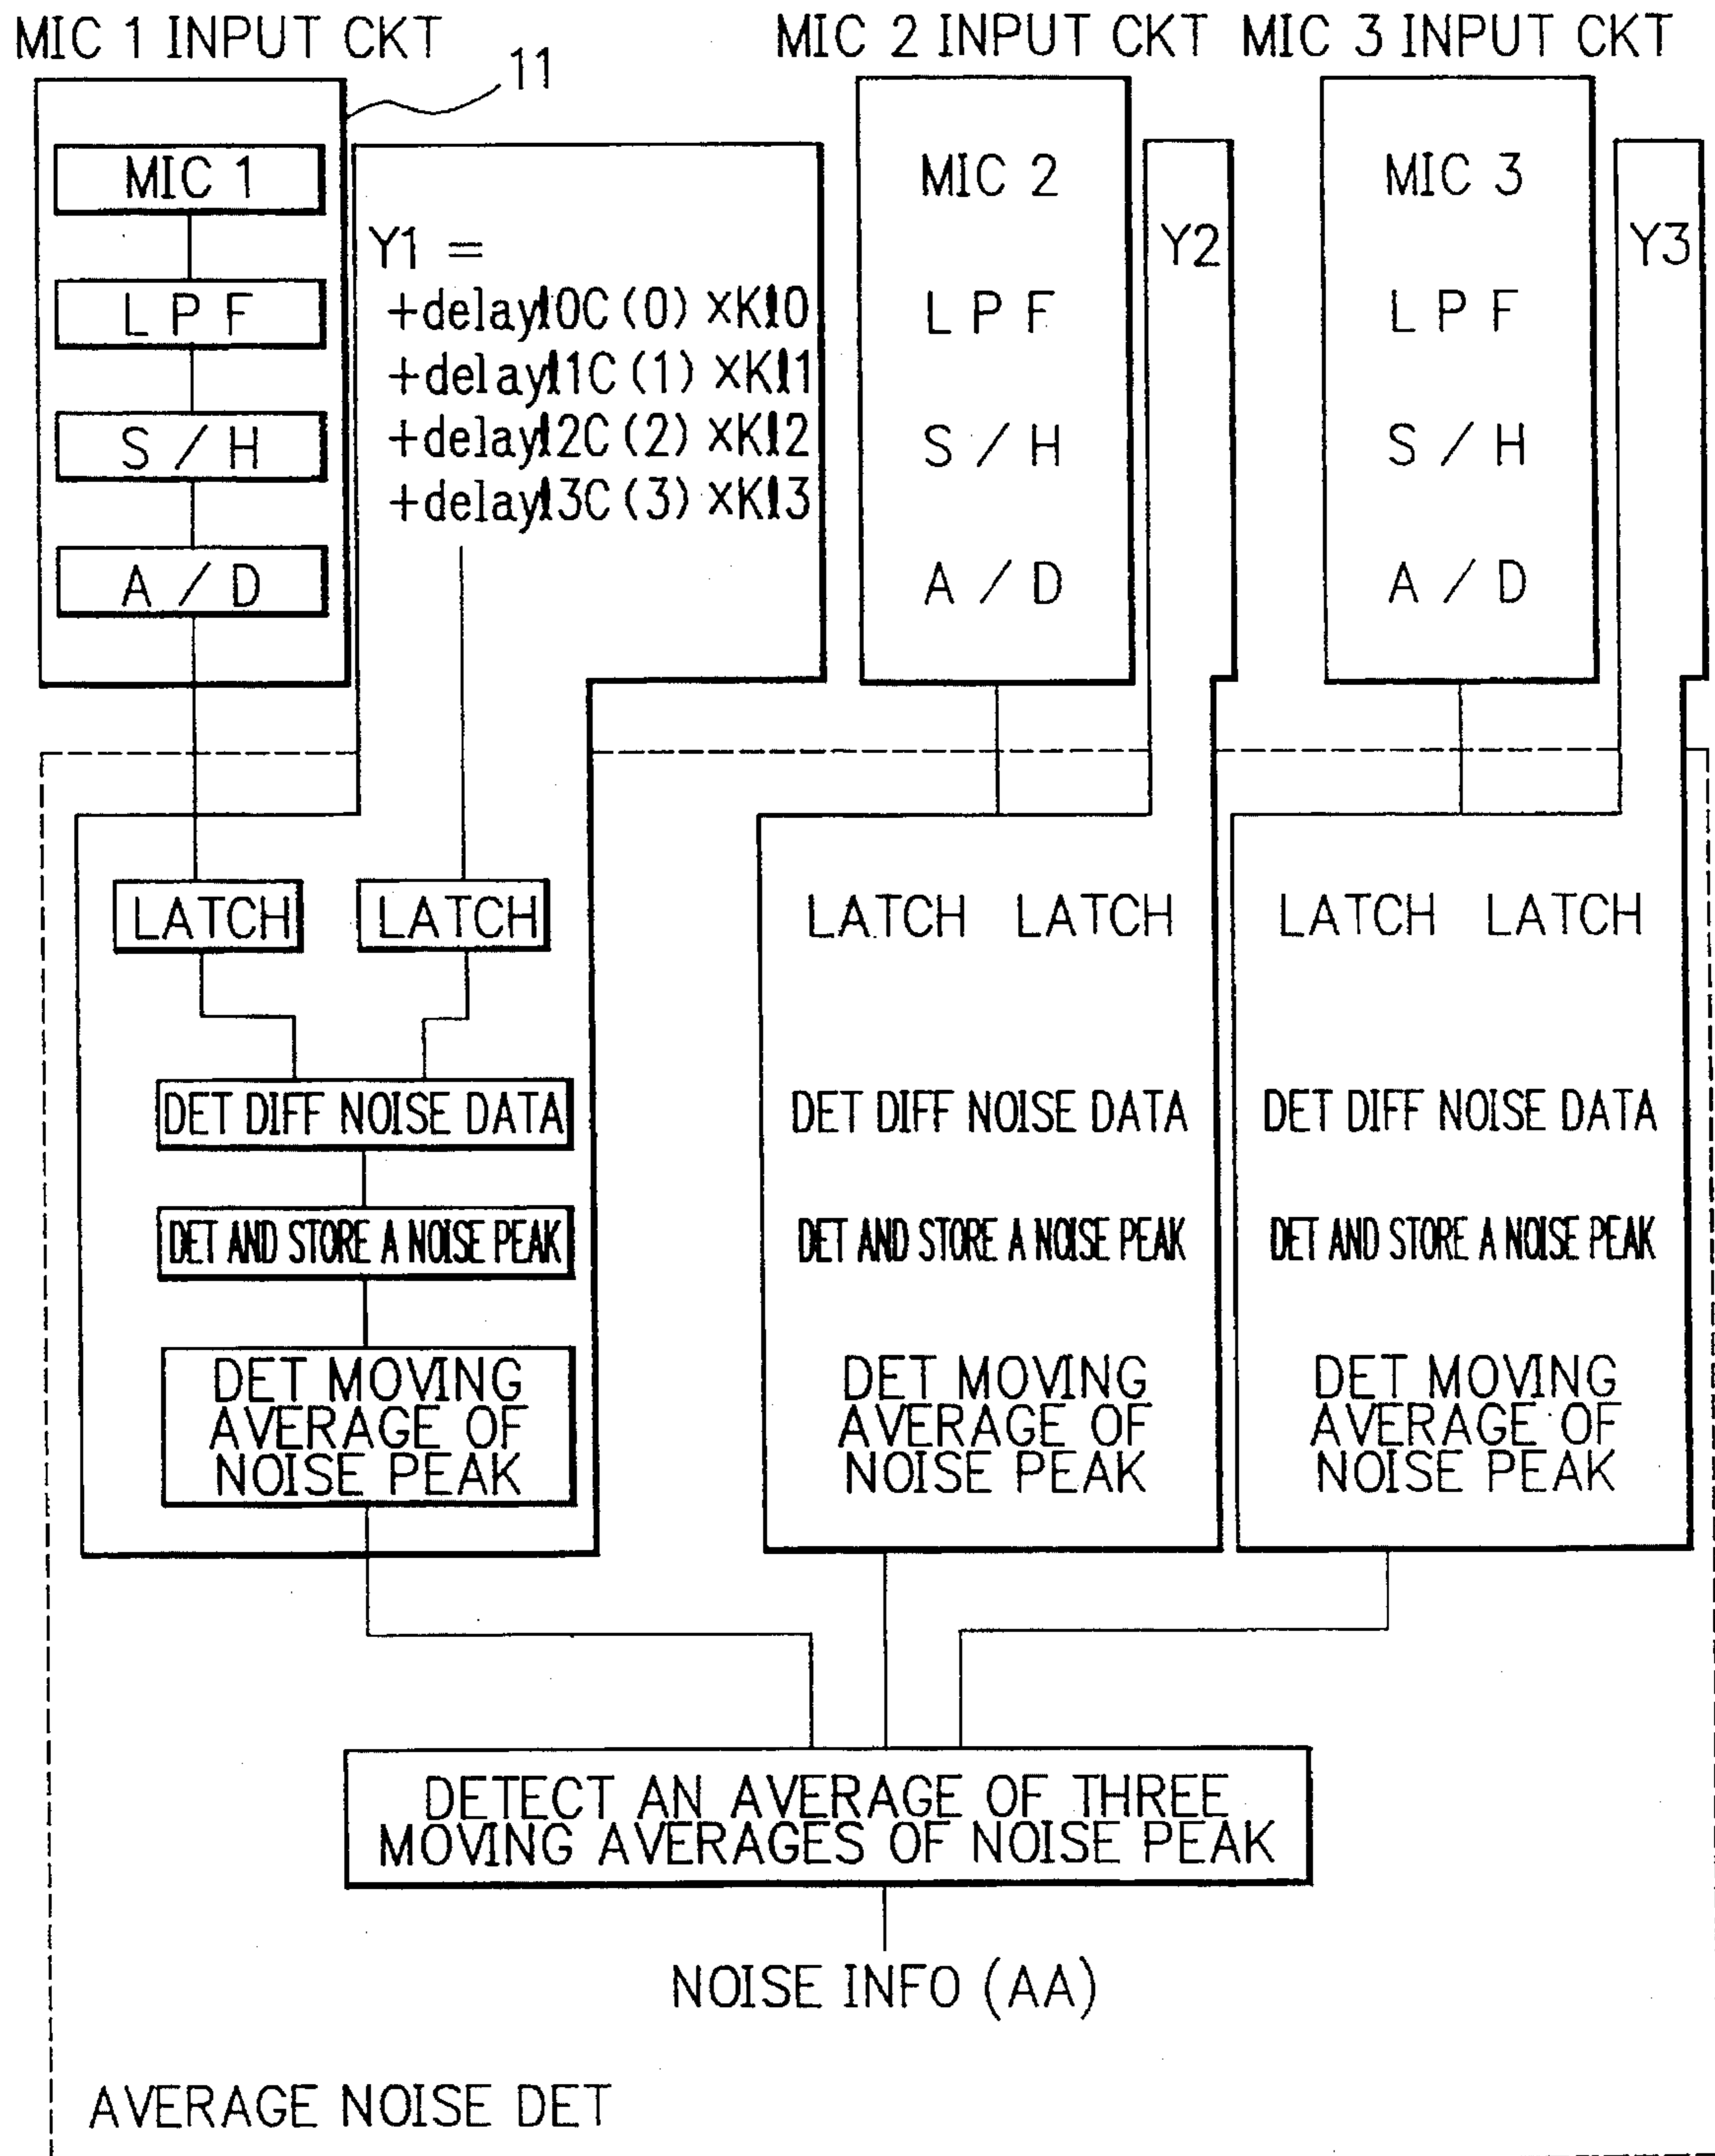 MIC 1 INPUT CKT
11
MIC 1
L P F
S / H
A / D
Y1 =
+delay10C (0) ×K10
+delay11C (1) ×K11
+delay12C (2) ×K12
+delay13C (3) ×K13
MIC 2 INPUT CKT
MIC 2
L P F
S / H
A / D
Y2
MIC 3 INPUT CKT
MIC 3
L P F
S / H
A / D
Y3
LATCH LATCH
DET DIFF NOISE DATA
DET AND STORE A NOISE PEAK
DET MOVING
AVERAGE OF
NOISE PEAK
LATCH LATCH
DET DIFF NOISE DATA
DET AND STORE A NOISE PEAK
DET MOVING
AVERAGE OF
NOISE PEAK
LATCH LATCH
DET DIFF NOISE DATA
DET AND STORE A NOISE PEAK
DET MOVING
AVERAGE OF
NOISE PEAK
DETECT AN AVERAGE OF THREE
MOVING AVERAGES OF NOISE PEAK
NOISE INFO (AA)
AVERAGE NOISE DET